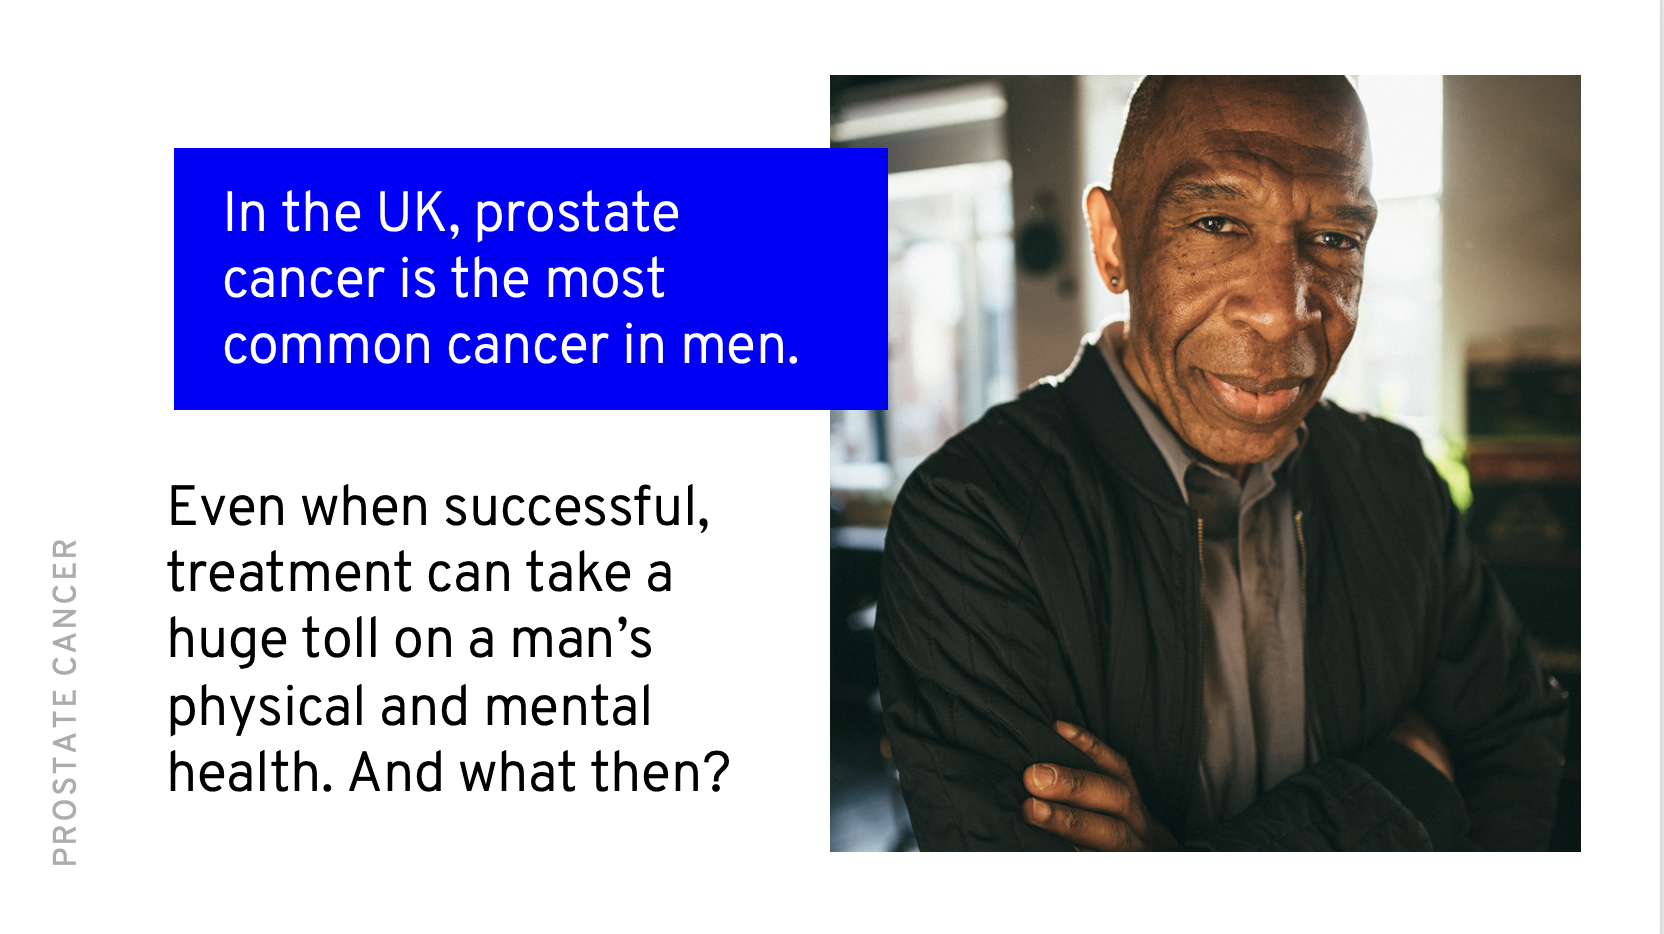 In the UK, prostate
cancer is the most
common cancer in men.
Even when successful,
treatment can take a
huge toll on a man’s
physical and mental
health. And what then?
PROSTATE CANCER